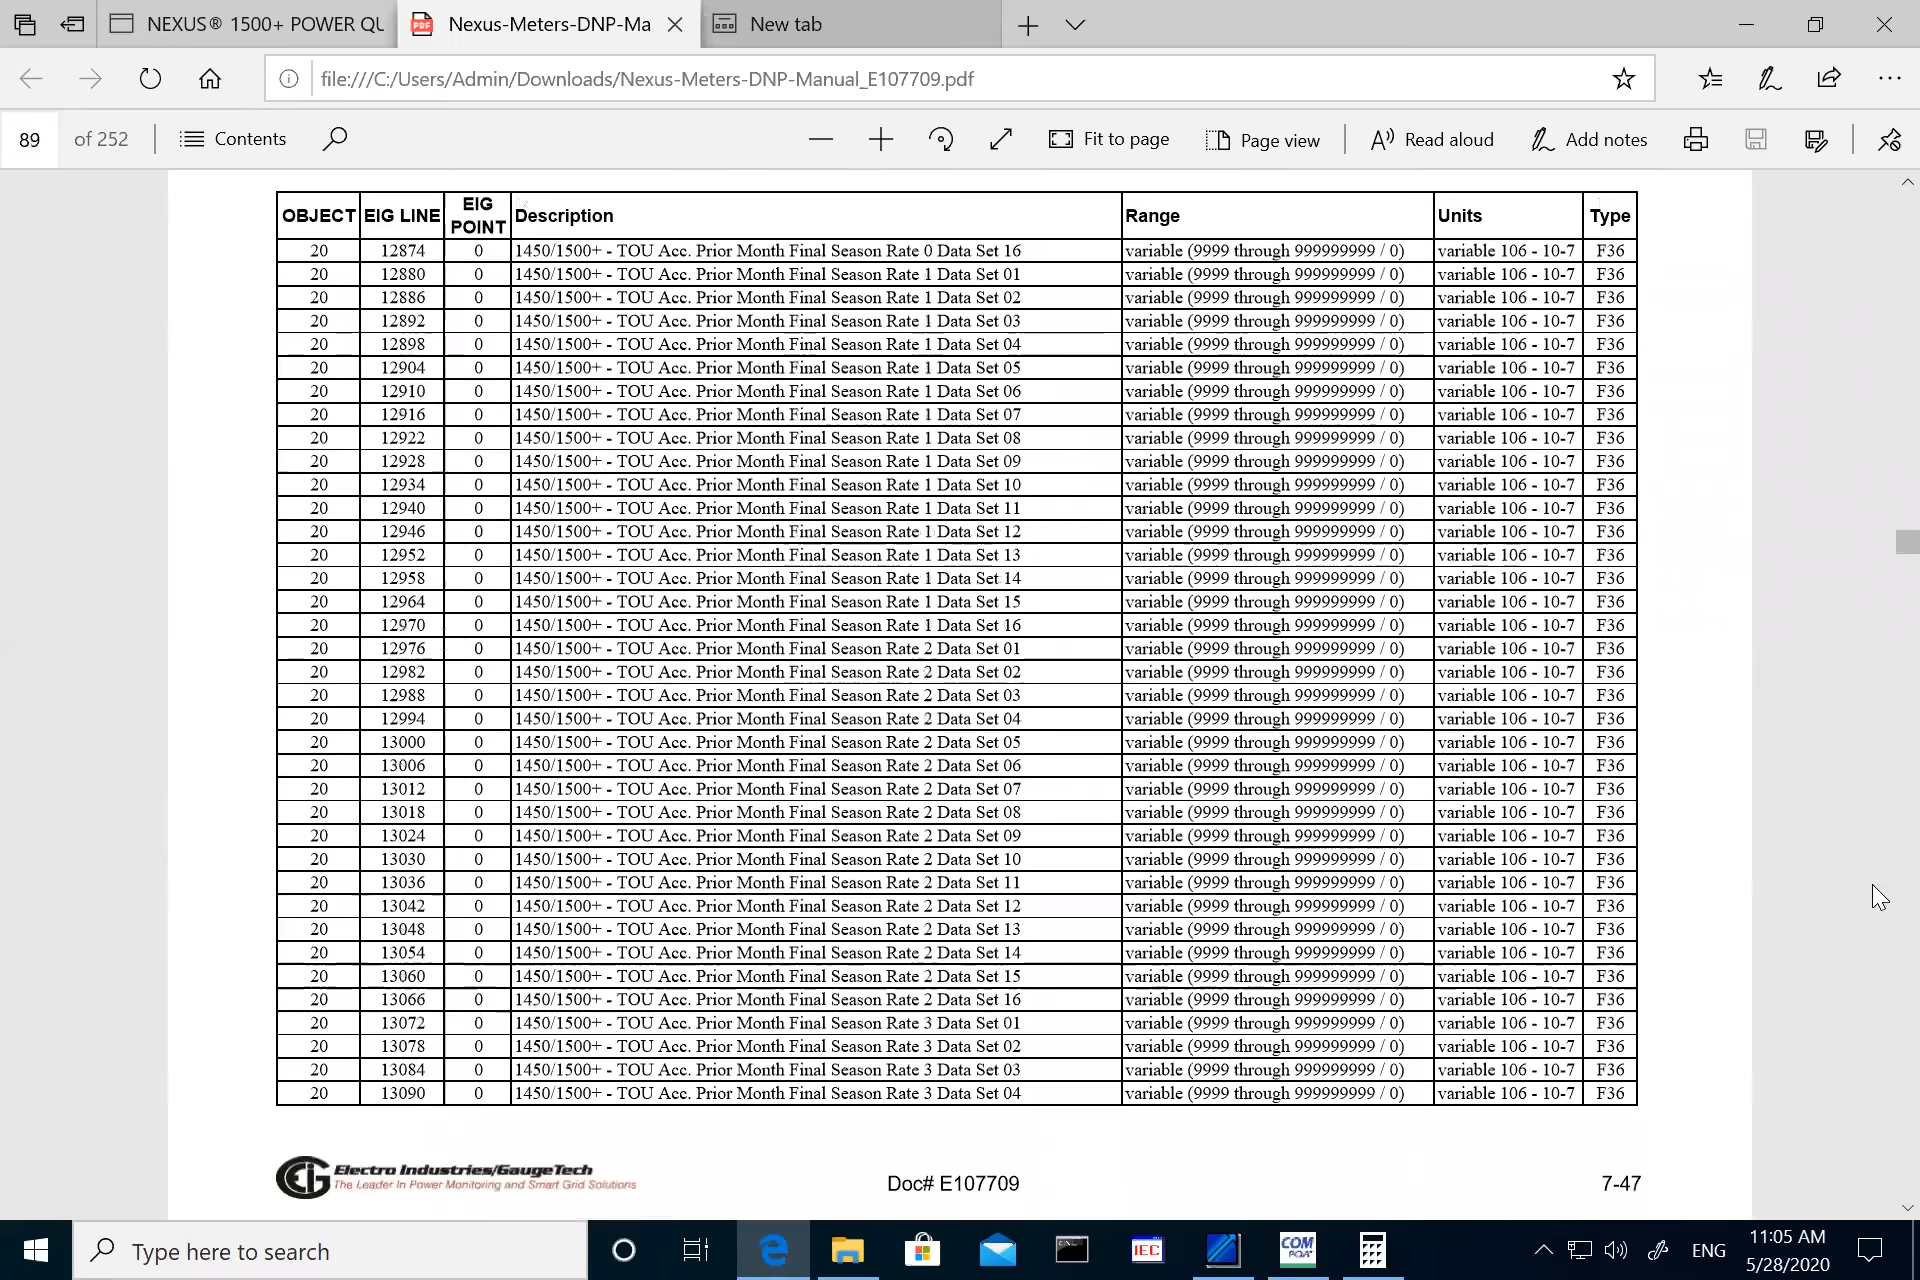 NEXUS® 1500+ POWER QU
Nexus-Meters-DNP-Ma
New tab
file:///C:/Users/Admin/Downloads/Nexus-Meters-DNP-Manual_E107709.pdf
89 of 252 Contents Fit to page Page view Read aloud Add notes
OBJECT EIG LINE EIG POINT Description Range Units Type
20 12874 0 1450/1500+ - TOU Acc. Prior Month Final Season Rate 0 Data Set 16 variable (9999 through 999999999 / 0) variable 106 - 10-7 F36
20 12880 0 1450/1500+ - TOU Acc. Prior Month Final Season Rate 1 Data Set 01 variable (9999 through 999999999 / 0) variable 106 - 10-7 F36
20 12886 0 1450/1500+ - TOU Acc. Prior Month Final Season Rate 1 Data Set 02 variable (9999 through 999999999 / 0) variable 106 - 10-7 F36
20 12892 0 1450/1500+ - TOU Acc. Prior Month Final Season Rate 1 Data Set 03 variable (9999 through 999999999 / 0) variable 106 - 10-7 F36
20 12898 0 1450/1500+ - TOU Acc. Prior Month Final Season Rate 1 Data Set 04 variable (9999 through 999999999 / 0) variable 106 - 10-7 F36
20 12904 0 1450/1500+ - TOU Acc. Prior Month Final Season Rate 1 Data Set 05 variable (9999 through 999999999 / 0) variable 106 - 10-7 F36
20 12910 0 1450/1500+ - TOU Acc. Prior Month Final Season Rate 1 Data Set 06 variable (9999 through 999999999 / 0) variable 106 - 10-7 F36
20 12916 0 1450/1500+ - TOU Acc. Prior Month Final Season Rate 1 Data Set 07 variable (9999 through 999999999 / 0) variable 106 - 10-7 F36
20 12922 0 1450/1500+ - TOU Acc. Prior Month Final Season Rate 1 Data Set 08 variable (9999 through 999999999 / 0) variable 106 - 10-7 F36
20 12928 0 1450/1500+ - TOU Acc. Prior Month Final Season Rate 1 Data Set 09 variable (9999 through 999999999 / 0) variable 106 - 10-7 F36
20 12934 0 1450/1500+ - TOU Acc. Prior Month Final Season Rate 1 Data Set 10 variable (9999 through 999999999 / 0) variable 106 - 10-7 F36
20 12940 0 1450/1500+ - TOU Acc. Prior Month Final Season Rate 1 Data Set 11 variable (9999 through 999999999 / 0) variable 106 - 10-7 F36
20 12946 0 1450/1500+ - TOU Acc. Prior Month Final Season Rate 1 Data Set 12 variable (9999 through 999999999 / 0) variable 106 - 10-7 F36
20 12952 0 1450/1500+ - TOU Acc. Prior Month Final Season Rate 1 Data Set 13 variable (9999 through 999999999 / 0) variable 106 - 10-7 F36
20 12958 0 1450/1500+ - TOU Acc. Prior Month Final Season Rate 1 Data Set 14 variable (9999 through 999999999 / 0) variable 106 - 10-7 F36
20 12964 0 1450/1500+ - TOU Acc. Prior Month Final Season Rate 1 Data Set 15 variable (9999 through 999999999 / 0) variable 106 - 10-7 F36
20 12970 0 1450/1500+ - TOU Acc. Prior Month Final Season Rate 1 Data Set 16 variable (9999 through 999999999 / 0) variable 106 - 10-7 F36
20 12976 0 1450/1500+ - TOU Acc. Prior Month Final Season Rate 2 Data Set 01 variable (9999 through 999999999 / 0) variable 106 - 10-7 F36
20 12982 0 1450/1500+ - TOU Acc. Prior Month Final Season Rate 2 Data Set 02 variable (9999 through 999999999 / 0) variable 106 - 10-7 F36
20 12988 0 1450/1500+ - TOU Acc. Prior Month Final Season Rate 2 Data Set 03 variable (9999 through 999999999 / 0) variable 106 - 10-7 F36
20 12994 0 1450/1500+ - TOU Acc. Prior Month Final Season Rate 2 Data Set 04 variable (9999 through 999999999 / 0) variable 106 - 10-7 F36
20 13000 0 1450/1500+ - TOU Acc. Prior Month Final Season Rate 2 Data Set 05 variable (9999 through 999999999 / 0) variable 106 - 10-7 F36
20 13006 0 1450/1500+ - TOU Acc. Prior Month Final Season Rate 2 Data Set 06 variable (9999 through 999999999 / 0) variable 106 - 10-7 F36
20 13012 0 1450/1500+ - TOU Acc. Prior Month Final Season Rate 2 Data Set 07 variable (9999 through 999999999 / 0) variable 106 - 10-7 F36
20 13018 0 1450/1500+ - TOU Acc. Prior Month Final Season Rate 2 Data Set 08 variable (9999 through 999999999 / 0) variable 106 - 10-7 F36
20 13024 0 1450/1500+ - TOU Acc. Prior Month Final Season Rate 2 Data Set 09 variable (9999 through 999999999 / 0) variable 106 - 10-7 F36
20 13030 0 1450/1500+ - TOU Acc. Prior Month Final Season Rate 2 Data Set 10 variable (9999 through 999999999 / 0) variable 106 - 10-7 F36
20 13036 0 1450/1500+ - TOU Acc. Prior Month Final Season Rate 2 Data Set 11 variable (9999 through 999999999 / 0) variable 106 - 10-7 F36
20 13042 0 1450/1500+ - TOU Acc. Prior Month Final Season Rate 2 Data Set 12 variable (9999 through 999999999 / 0) variable 106 - 10-7 F36
20 13048 0 1450/1500+ - TOU Acc. Prior Month Final Season Rate 2 Data Set 13 variable (9999 through 999999999 / 0) variable 106 - 10-7 F36
20 13054 0 1450/1500+ - TOU Acc. Prior Month Final Season Rate 2 Data Set 14 variable (9999 through 999999999 / 0) variable 106 - 10-7 F36
20 13060 0 1450/1500+ - TOU Acc. Prior Month Final Season Rate 2 Data Set 15 variable (9999 through 999999999 / 0) variable 106 - 10-7 F36
20 13066 0 1450/1500+ - TOU Acc. Prior Month Final Season Rate 2 Data Set 16 variable (9999 through 999999999 / 0) variable 106 - 10-7 F36
20 13072 0 1450/1500+ - TOU Acc. Prior Month Final Season Rate 3 Data Set 01 variable (9999 through 999999999 / 0) variable 106 - 10-7 F36
20 13078 0 1450/1500+ - TOU Acc. Prior Month Final Season Rate 3 Data Set 02 variable (9999 through 999999999 / 0) variable 106 - 10-7 F36
20 13084 0 1450/1500+ - TOU Acc. Prior Month Final Season Rate 3 Data Set 03 variable (9999 through 999999999 / 0) variable 106 - 10-7 F36
20 13090 0 1450/1500+ - TOU Acc. Prior Month Final Season Rate 3 Data Set 04 variable (9999 through 999999999 / 0) variable 106 - 10-7 F36
Electro Industries/GaugeTech
The Leader In Power Monitoring and Smart Grid Solutions
Doc# E107709
7-47
Type here to search
IEC
COM
PQA
ENG
11:05 AM
5/28/2020